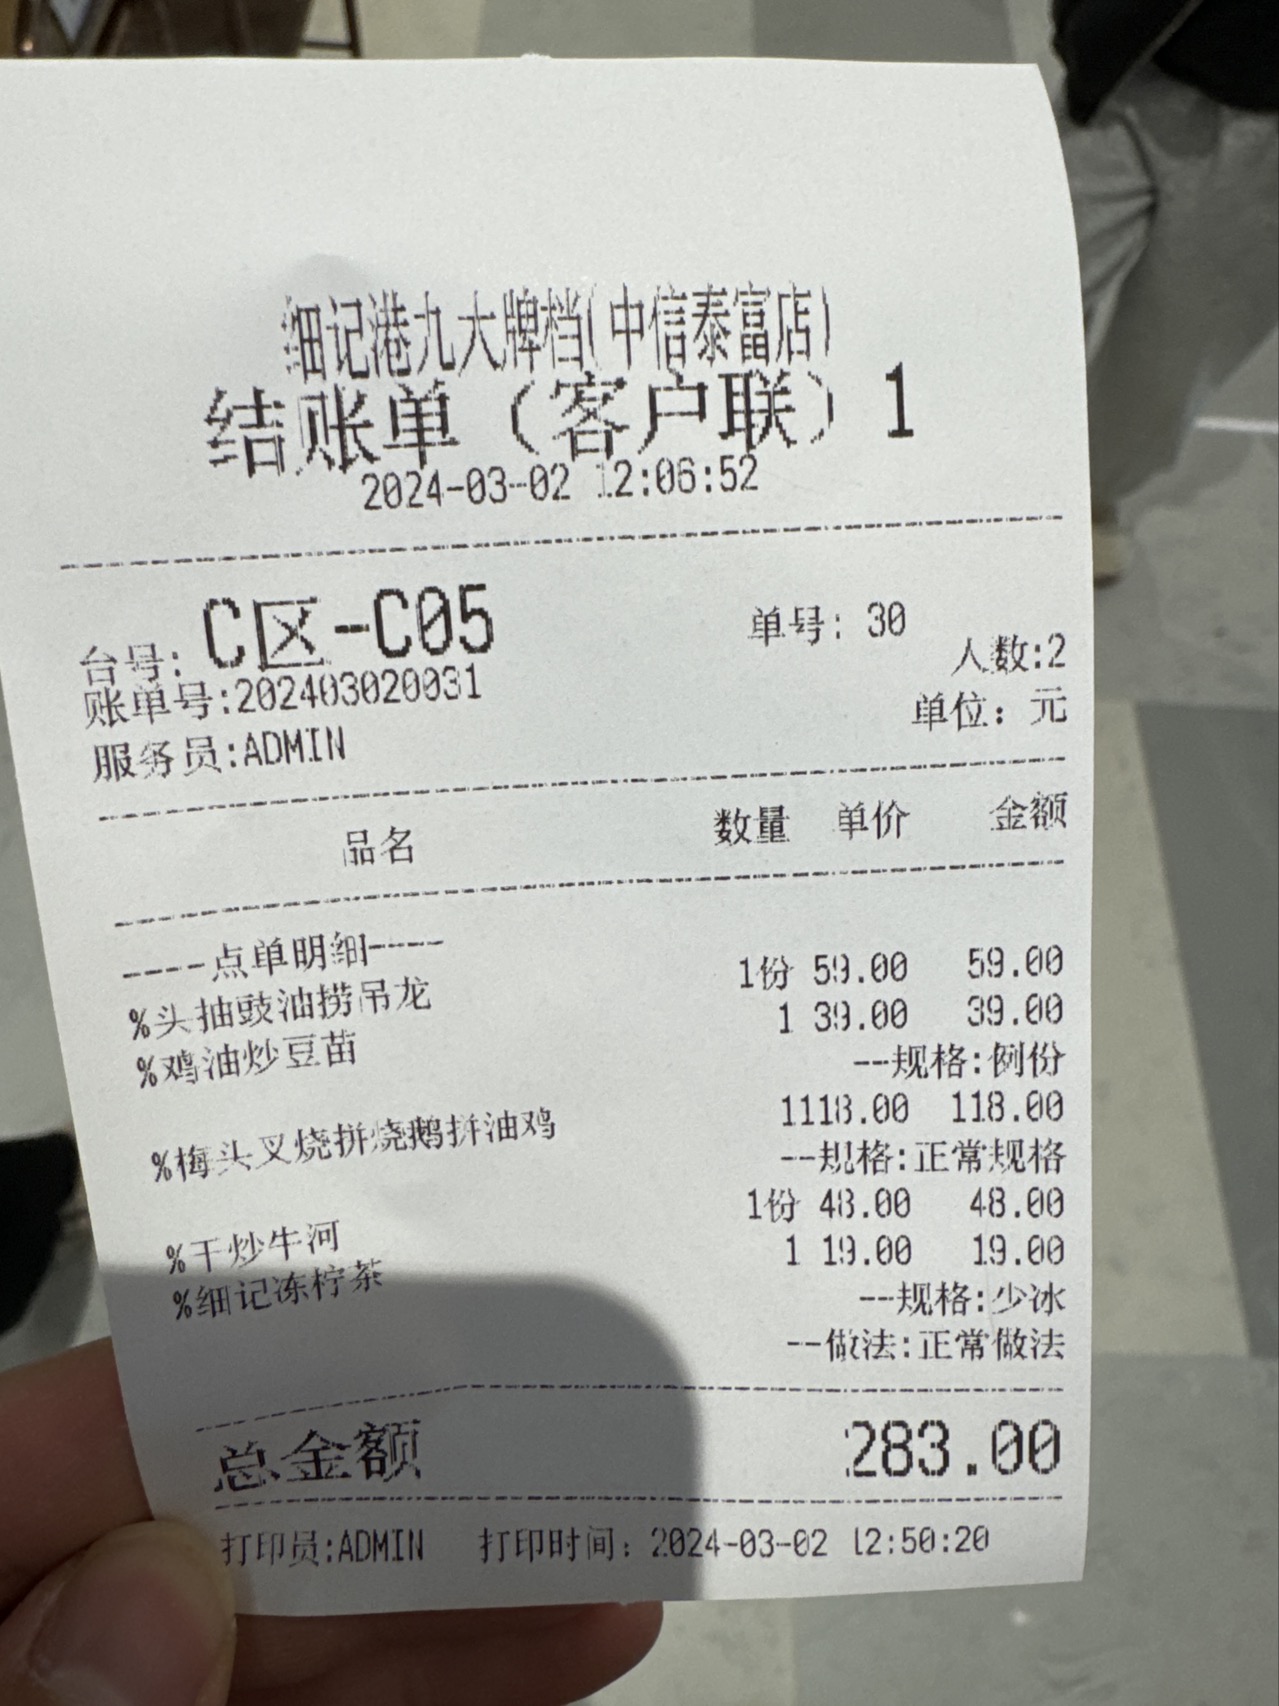 细记港九大牌档(中信泰富店)
结账单（客户联）1
2024-03-02 12:06:52
台号: C区-C05 单号: 30
人数:2
账单号:202403020031
单位：元
服务员:ADMIN
品名 数量 单价 金额
----点单明细----
%头抽豉油捞吊龙 1份 59.00 59.00
%鸡油炒豆苗 1 39.00 39.00
--规格:例份
%梅头叉烧拼烧鹅拼油鸡 1118.00 118.00
--规格:正常规格
%干炒牛河 1份 48.00 48.00
%细记冻柠茶 1 19.00 19.00
--规格:少冰
--做法:正常做法
总金额 283.00
打印员:ADMIN 打印时间：2024-03-02 12:50:20